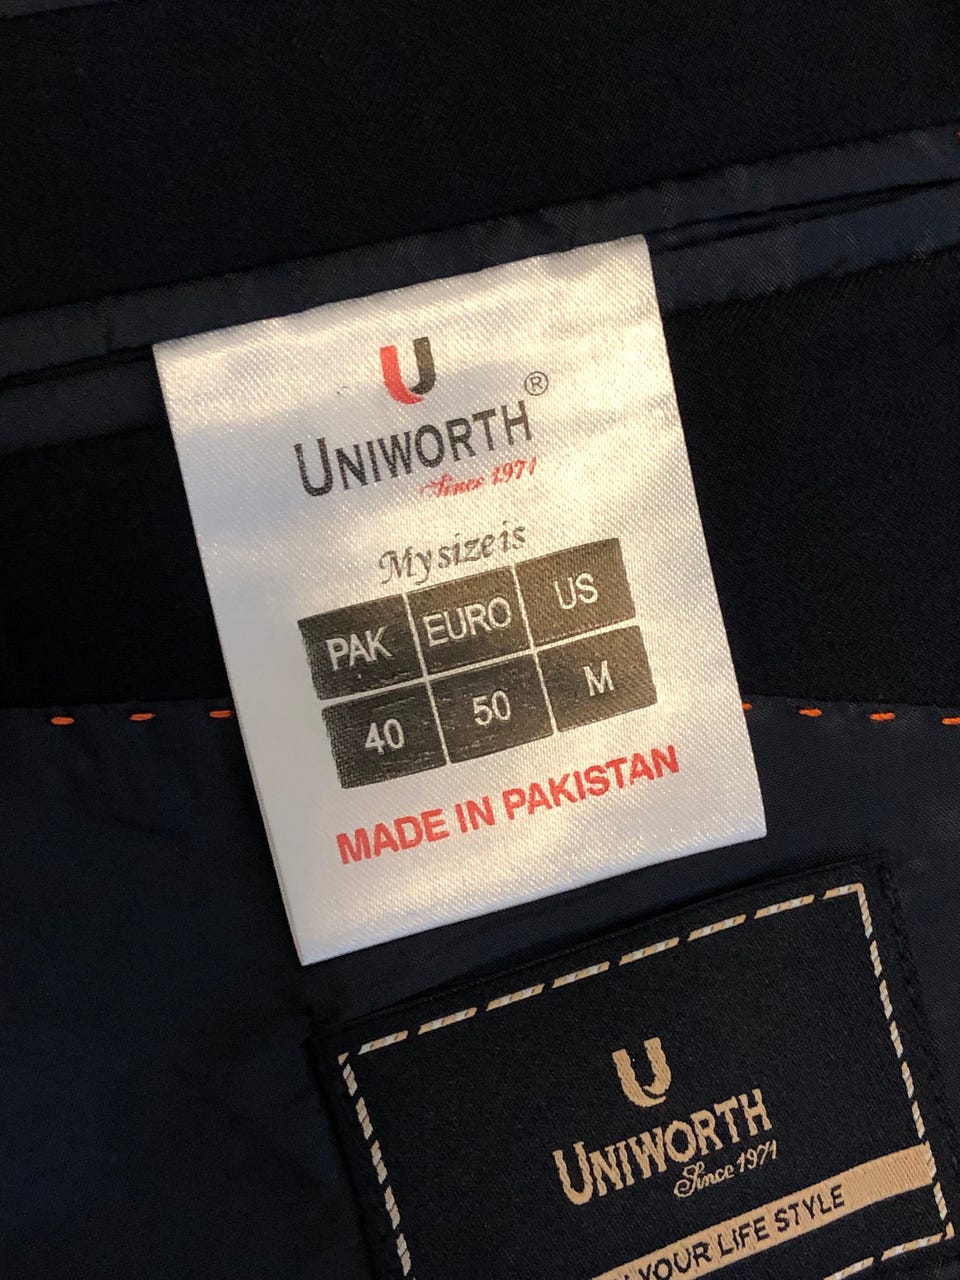 U
®
UNIWORTH
Since 1971
My size is
PAK EURO US
40 50 M
MADE IN PAKISTAN
U
UNIWORTH
Since 1971
YOUR LIFE STYLE